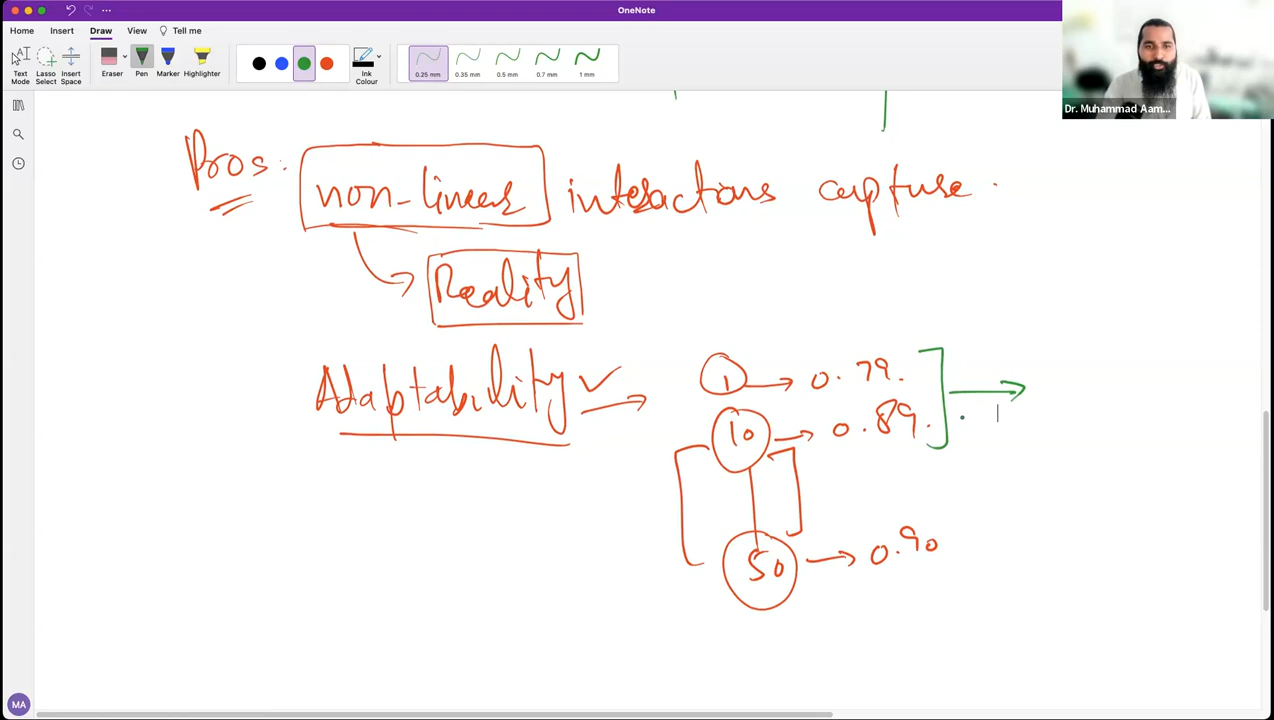 OneNote
Home Insert Draw View Tell me
Text Mode
Lasso Select
Insert Space
Eraser
Pen
Marker
Highlighter
Ink Colour
0.25 mm
0.35 mm
0.5 mm
0.7 mm
1 mm
Dr. Muhammad Aam...
Pros: non-linear interactions capture.
Reality
Adaptability
1 → 0.79.
10 → 0.89.
50 → 0.90
MA